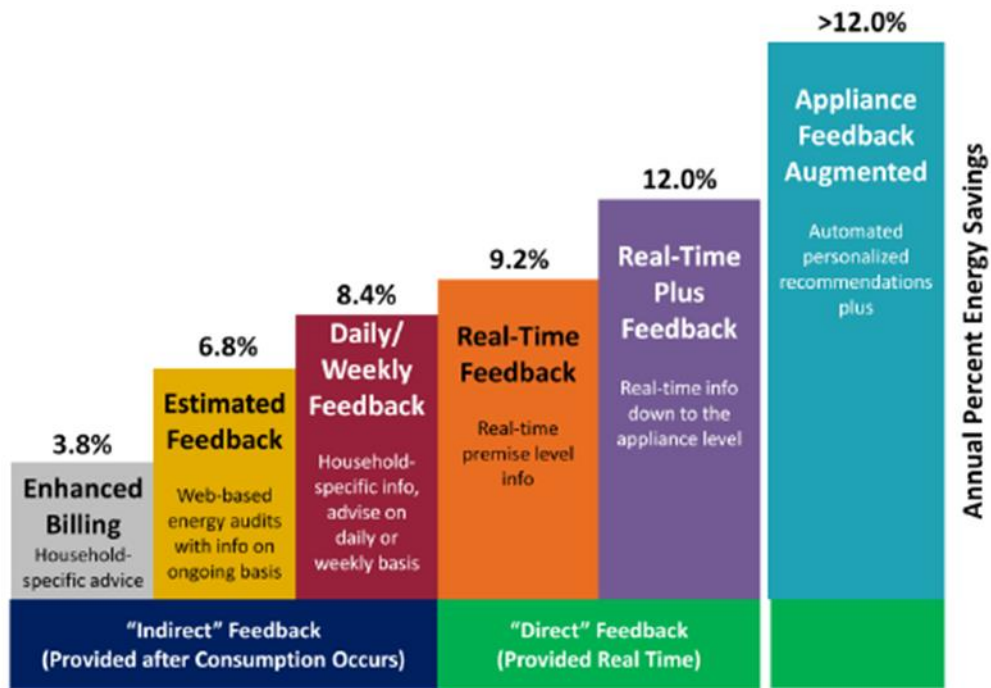 >12.0%
Appliance
Feedback
Augmented
Automated
personalized
recommendations
plus
12.0%
Real-Time
Plus
Feedback
Real-time info
down to the
appliance level
9.2%
Real-Time
Feedback
Real-time
premise level
info
8.4%
Daily/
Weekly
Feedback
Household-
specific info,
advise on
daily or
weekly basis
6.8%
Estimated
Feedback
Web-based
energy audits
with info on
ongoing basis
3.8%
Enhanced
Billing
Household-
specific advice
"Indirect" Feedback
(Provided after Consumption Occurs)
"Direct" Feedback
(Provided Real Time)
Annual Percent Energy Savings